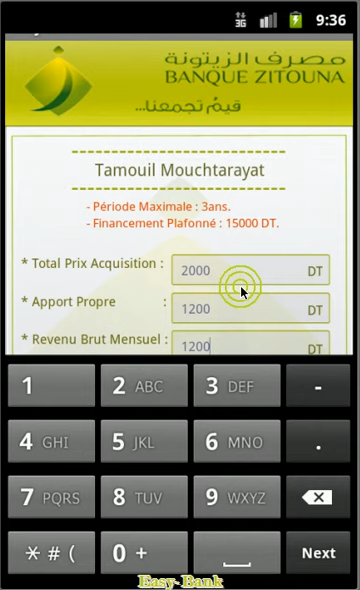 3G 9:36
مصرف الزيتونة
BANQUE ZITOUNA
قيم تجمعنا...
Tamouil Mouchtarayat
- Période Maximale : 3ans.
- Financement Plafonné : 15000 DT.
* Total Prix Acquisition : 2000 DT
* Apport Propre : 1200 DT
* Revenu Brut Mensuel : 1200 DT
1 2 ABC 3 DEF -
4 GHI 5 JKL 6 MNO .
7 PQRS 8 TUV 9 WXYZ
* # ( 0 + Next
Easy-Bank